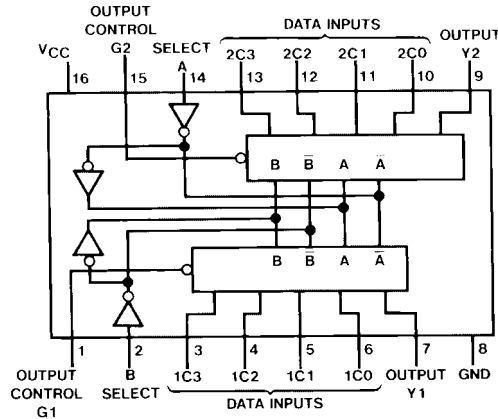 OUTPUT CONTROL G2
SELECT A
DATA INPUTS
OUTPUT Y2
VCC
2C3 2C2 2C1 2C0
16 15 14 13 12 11 10 9
B B̅ A A̅
B B̅ A A̅
1 2 3 4 5 6 7 8
OUTPUT CONTROL G1
B SELECT
1C3 1C2 1C1 1C0
OUTPUT Y1
GND
DATA INPUTS